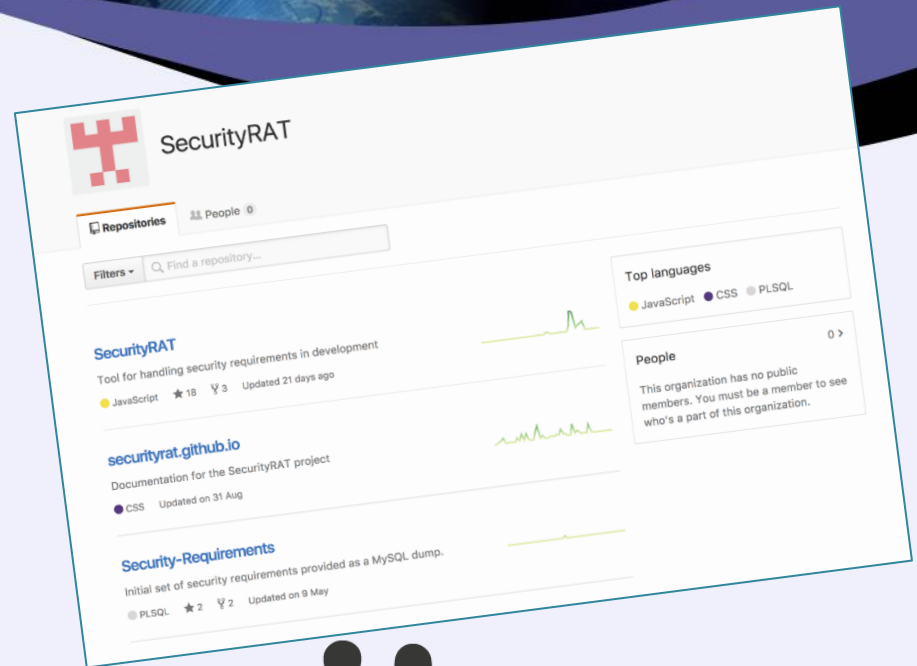 SecurityRAT
Repositories
People 0
Filters
Find a repository...
SecurityRAT
Tool for handling security requirements in development
JavaScript 18 3 Updated 21 days ago
securityrat.github.io
Documentation for the SecurityRAT project
CSS Updated on 31 Aug
Security-Requirements
Initial set of security requirements provided as a MySQL dump.
PLSQL 2 2 Updated on 9 May
Top languages
JavaScript CSS PLSQL
People 0 >
This organization has no public
members. You must be a member to see
who's a part of this organization.